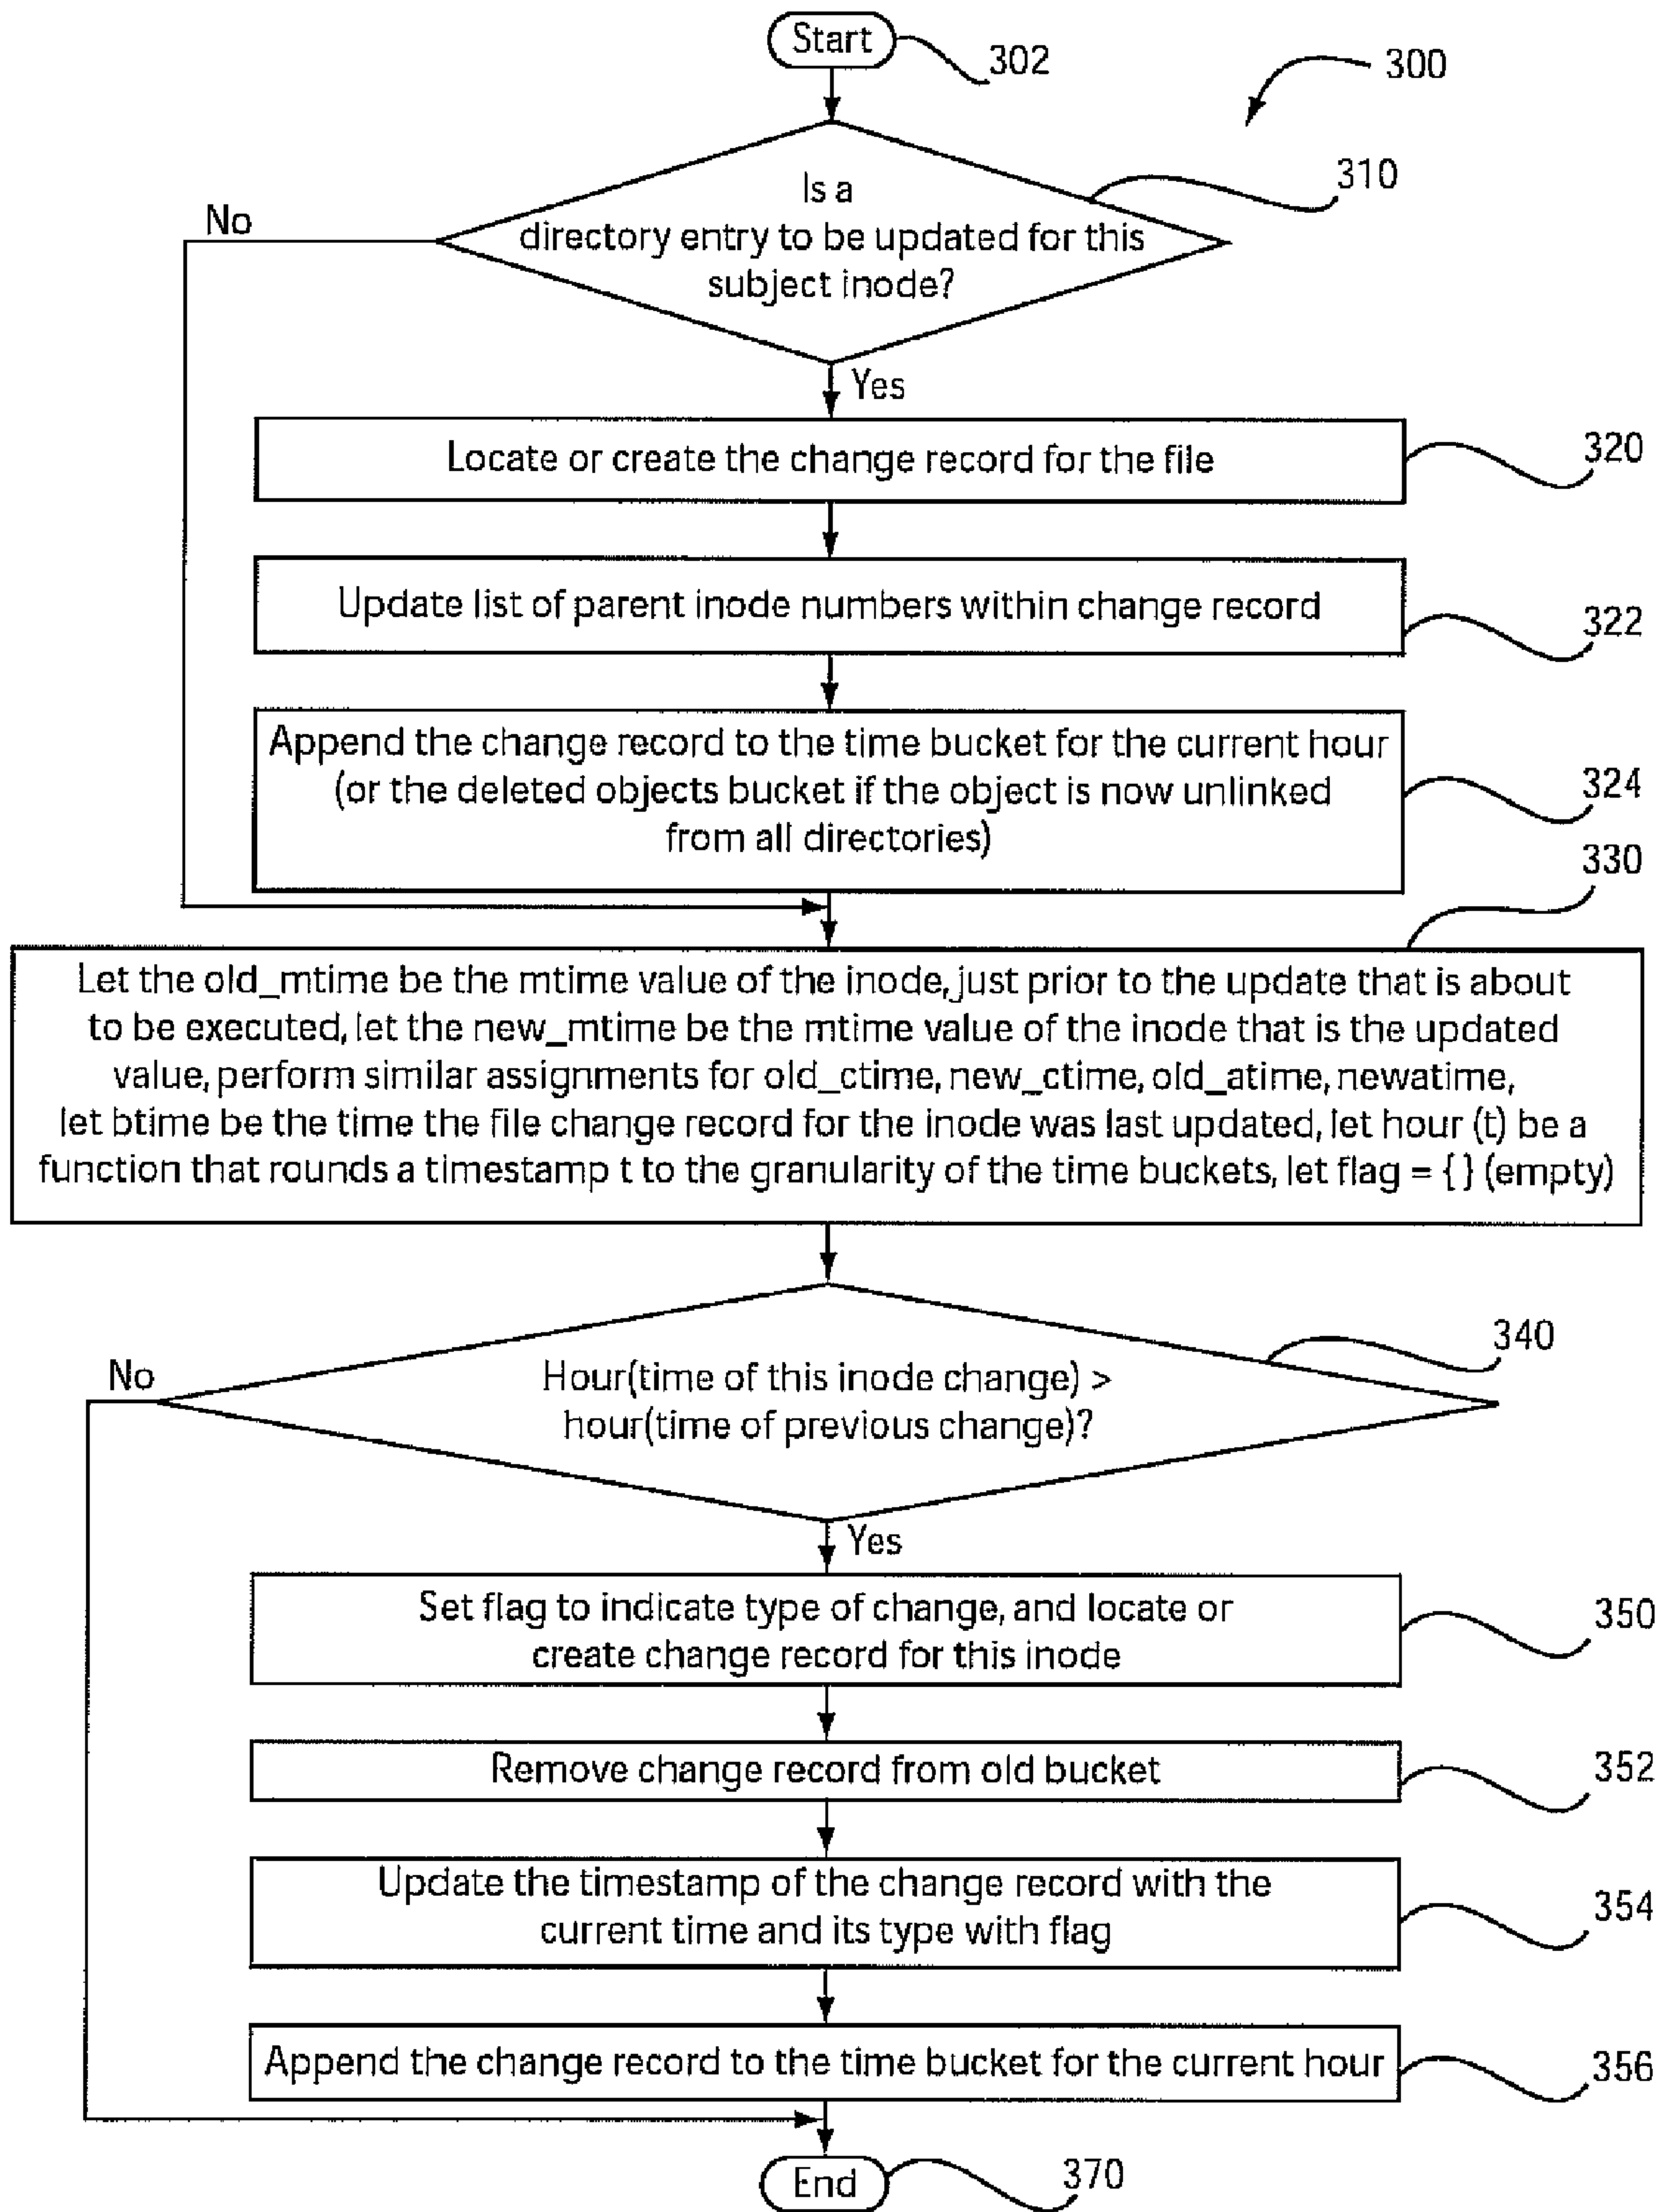 Start
302
300
310
Is a
directory entry to be updated for this
subject inode?
No
Yes
Locate or create the change record for the file
320
Update list of parent inode numbers within change record
322
Append the change record to the time bucket for the current hour
(or the deleted objects bucket if the object is now unlinked
from all directories)
324
330
Let the old_mtime be the mtime value of the inode, just prior to the update that is about
to be executed, let the new_mtime be the mtime value of the inode that is the updated
value, perform similar assignments for old_ctime, new_ctime, old_atime, newatime,
let btime be the time the file change record for the inode was last updated, let hour (t) be a
function that rounds a timestamp t to the granularity of the time buckets, let flag = { } (empty)
340
No
Hour(time of this inode change) >
hour(time of previous change)?
Yes
Set flag to indicate type of change, and locate or
create change record for this inode
350
Remove change record from old bucket
352
Update the timestamp of the change record with the
current time and its type with flag
354
Append the change record to the time bucket for the current hour
356
End
370